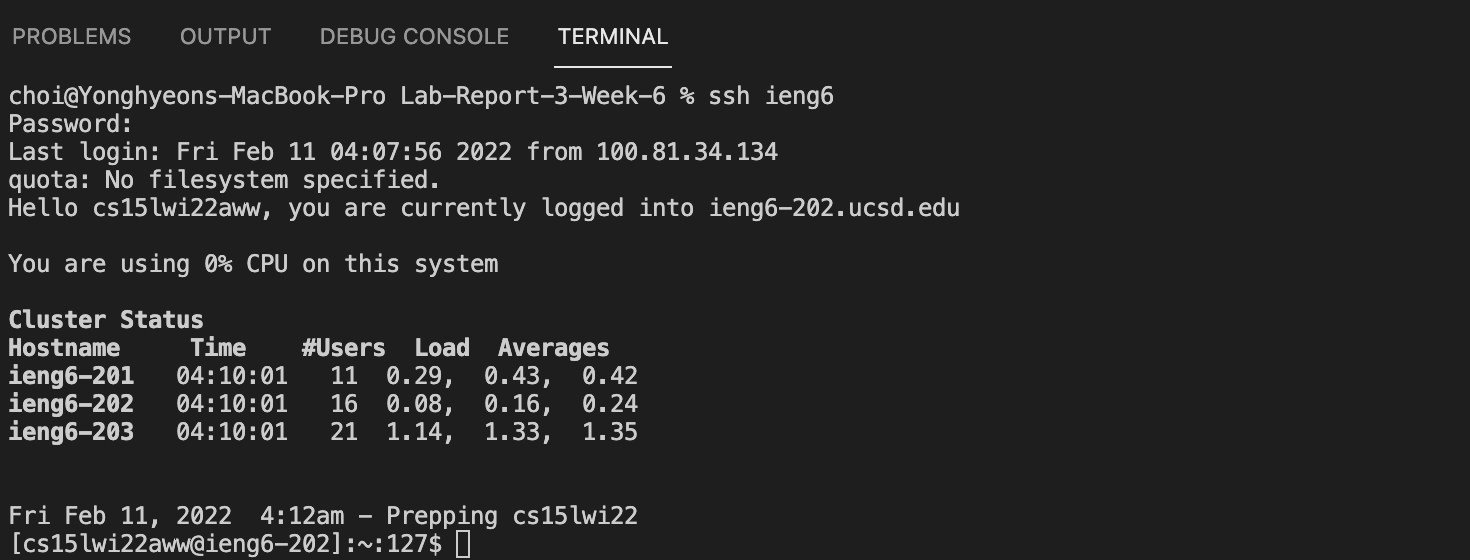 PROBLEMS OUTPUT DEBUG CONSOLE TERMINAL
choi@Yonghyeons-MacBook-Pro Lab-Report-3-Week-6 % ssh ieng6
Password:
Last login: Fri Feb 11 04:07:56 2022 from 100.81.34.134
quota: No filesystem specified.
Hello cs15lwi22aww, you are currently logged into ieng6-202.ucsd.edu
You are using 0% CPU on this system
Cluster Status
Hostname     Time    #Users  Load  Averages
ieng6-201   04:10:01   11  0.29,  0.43,  0.42
ieng6-202   04:10:01   16  0.08,  0.16,  0.24
ieng6-203   04:10:01   21  1.14,  1.33,  1.35
Fri Feb 11, 2022  4:12am - Prepping cs15lwi22
[cs15lwi22aww@ieng6-202]:~:127$